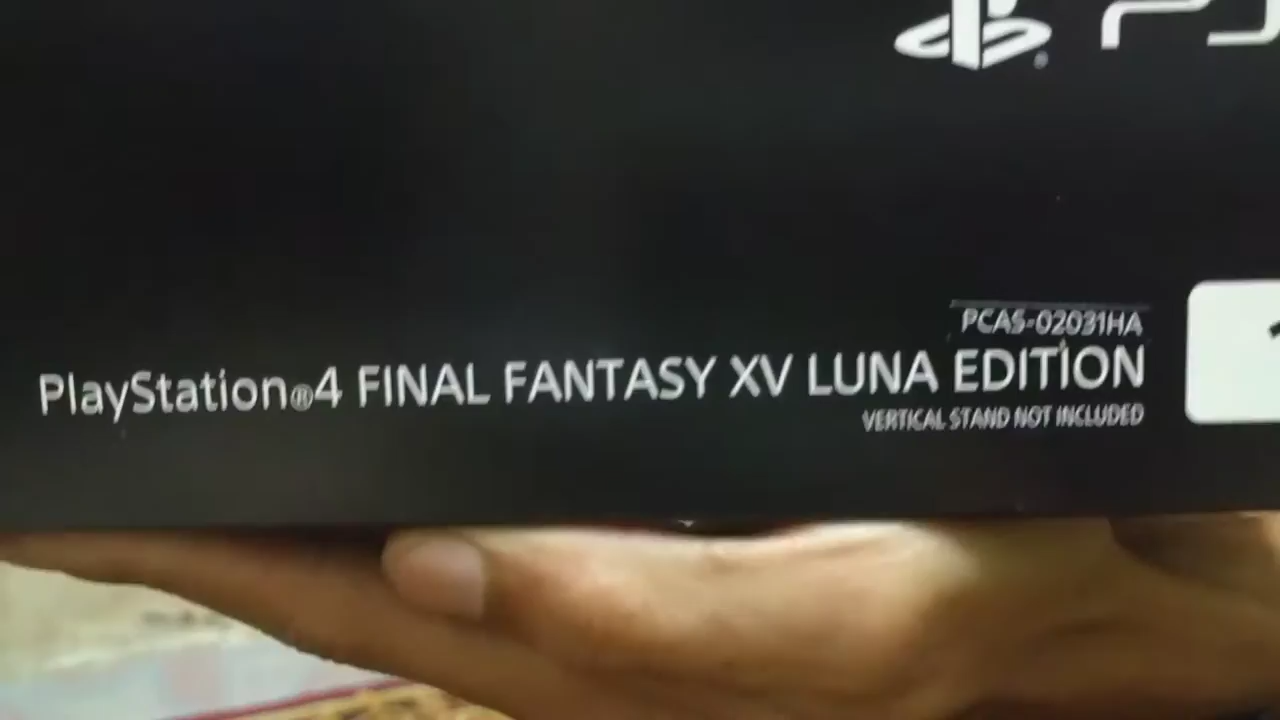 PCAS-02031HA
PlayStation®4 FINAL FANTASY XV LUNA EDITION
VERTICAL STAND NOT INCLUDED